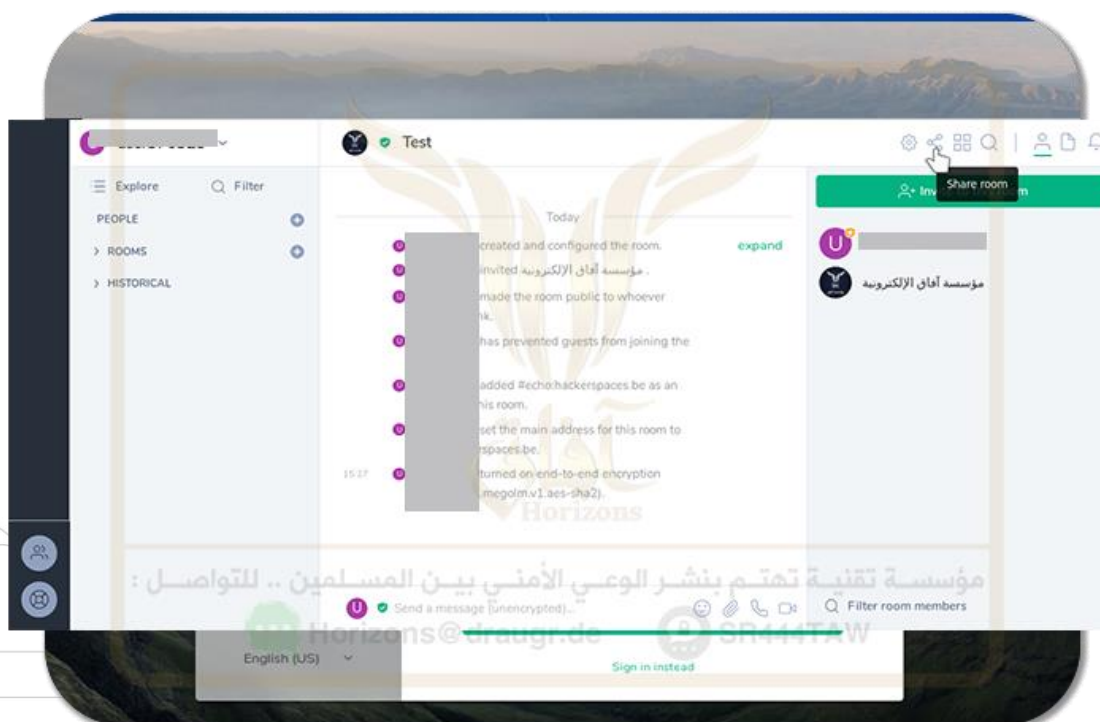 Test
Explore
Filter
Share room
PEOPLE
ROOMS
HISTORICAL
Today
created and configured the room.
expand
invited مؤسسة آفاق الإلكترونية.
made the room public to whoever
has prevented guests from joining the
added #echo:hackerspaces.be as an
his room.
set the main address for this room to
rspaces.be.
15:27
turned on end-to-end encryption
.megolm.v1.aes-sha2).
مؤسسة آفاق الإلكترونية
آفاق
Horizons
مؤسسة تقنية تهتم بنشر الوعي الأمني بين المسلمين .. للتواصل :
Send a message (unencrypted)...
Filter room members
Horizons@draugr.de
SR444TAW
English (US)
Sign in instead